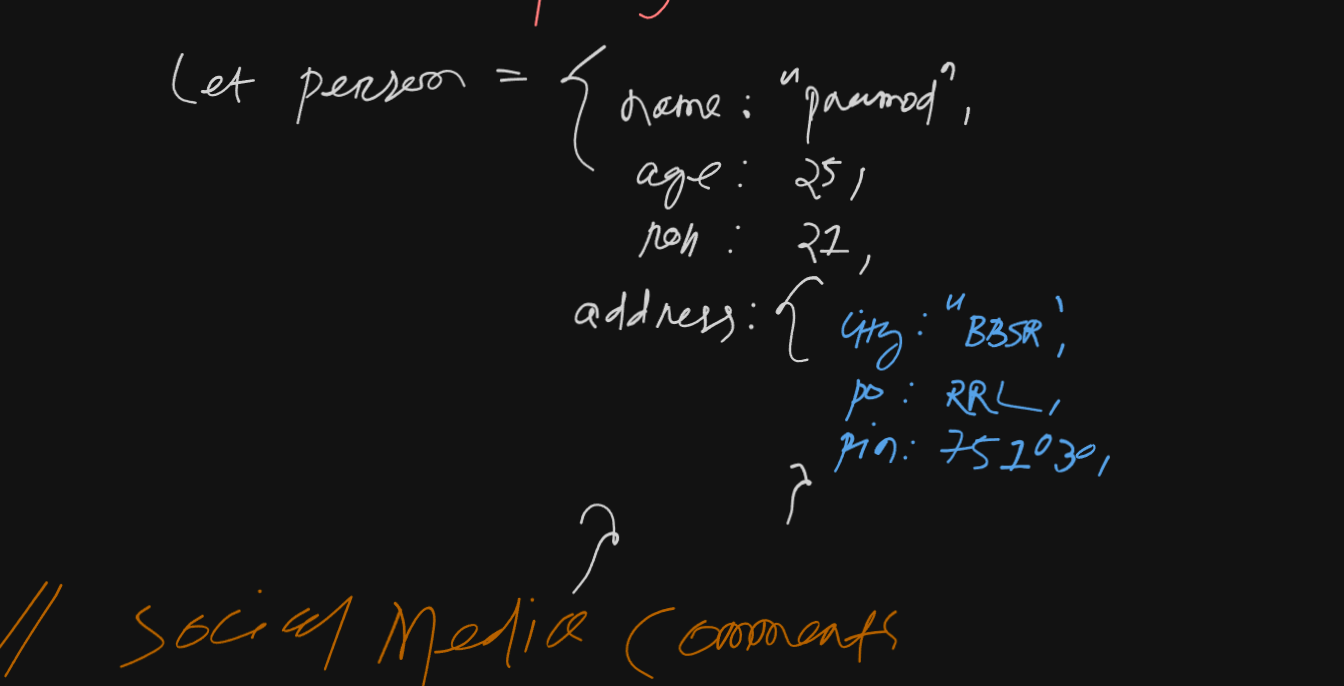 let person = { name : "pramod",
age : 25,
roll : 21,
address : { city : "BBSR',
po : RRL,
pin : 751030,
}
}
// Social Media Comments